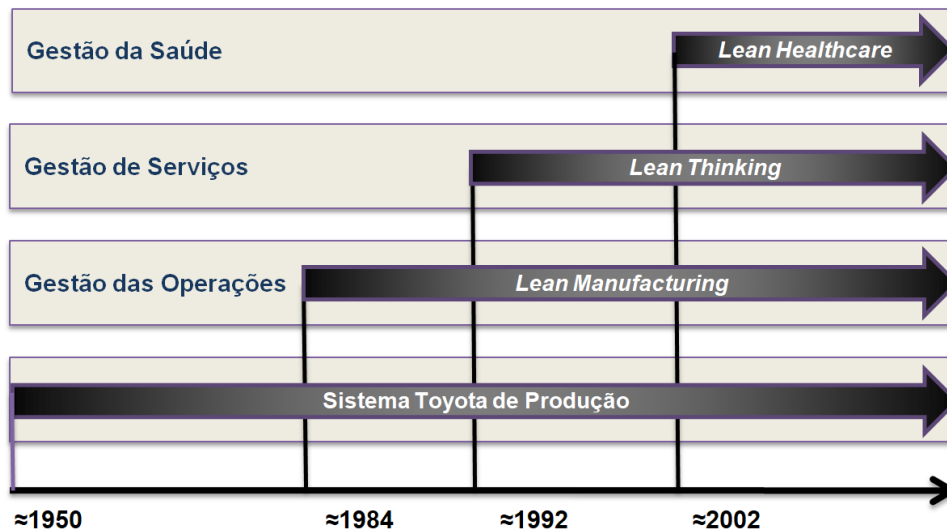 Gestão da Saúde
Lean Healthcare
Gestão de Serviços
Lean Thinking
Gestão das Operações
Lean Manufacturing
Sistema Toyota de Produção
≈1950
≈1984
≈1992
≈2002